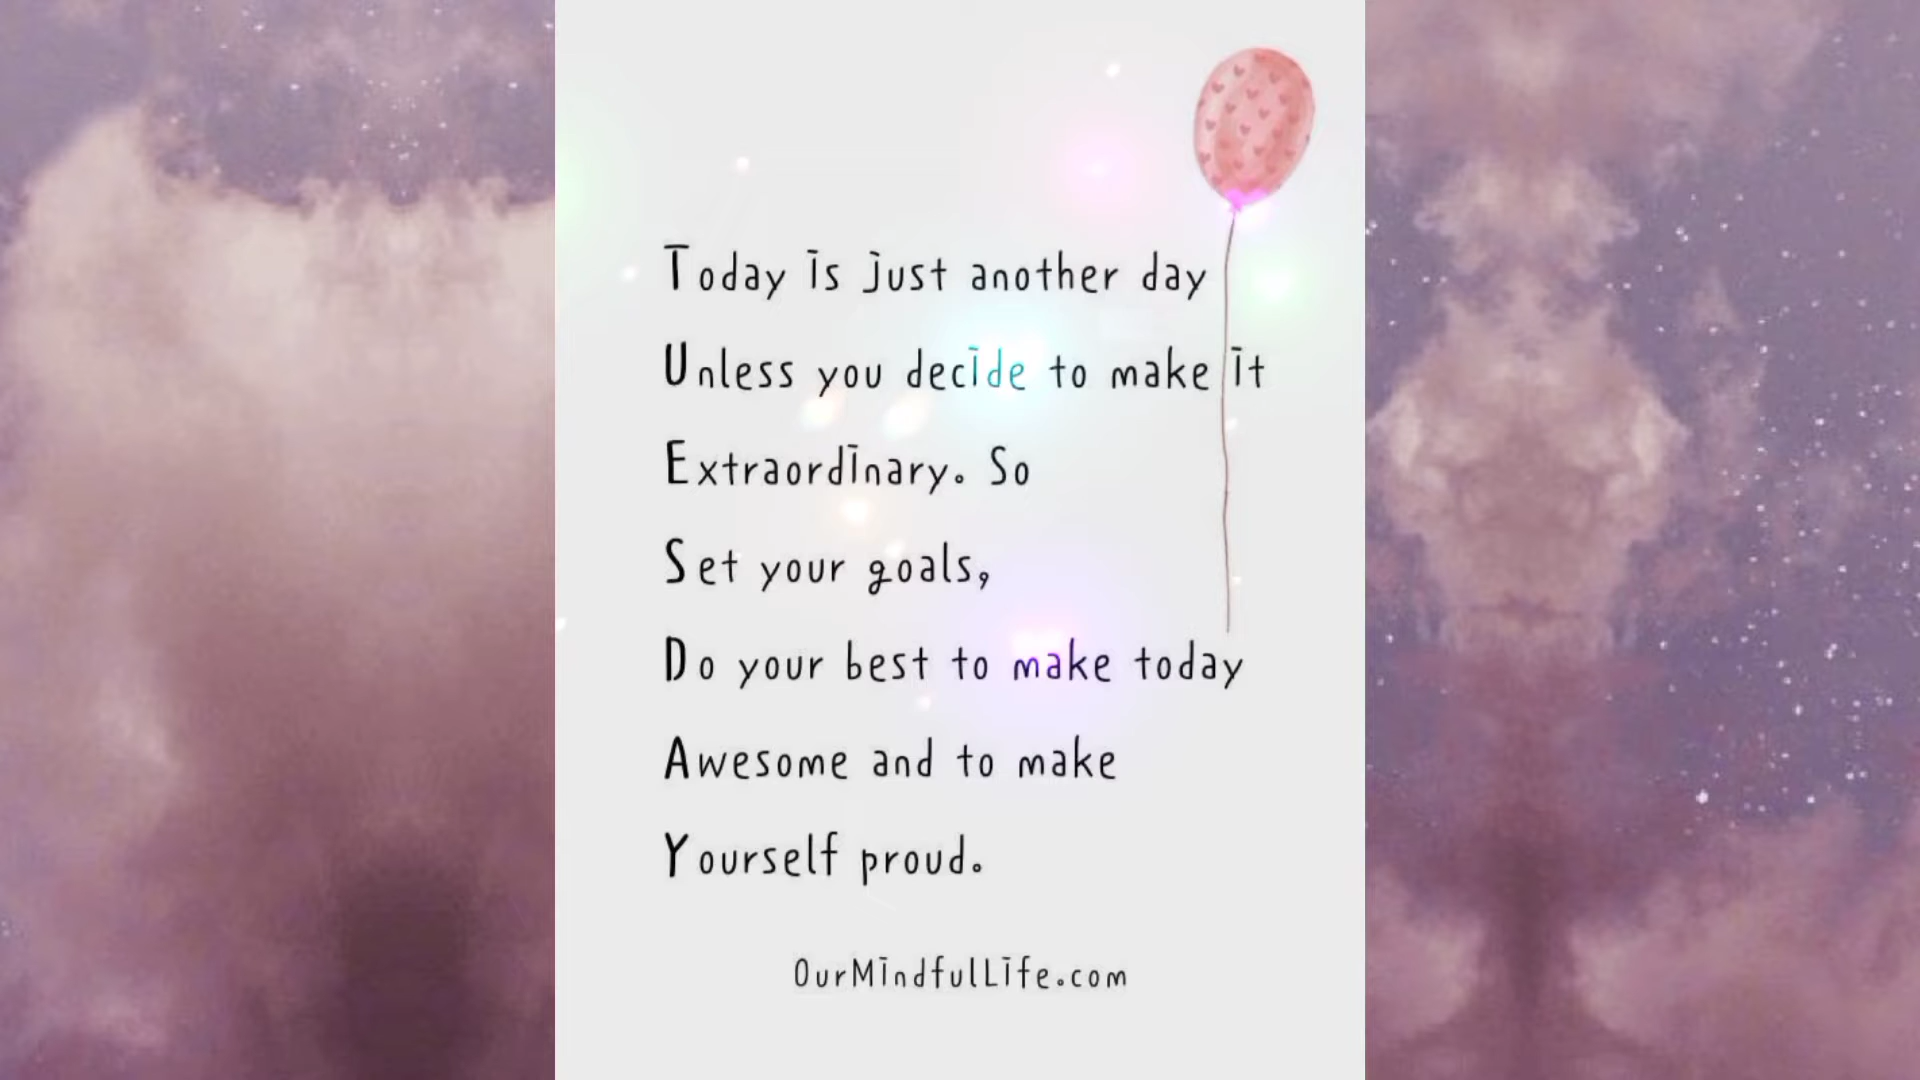 Today is just another day
Unless you decide to make it
Extraordinary. So
Set your goals,
Do your best to make today
Awesome and to make
Yourself proud.
OurMindfulLife.com